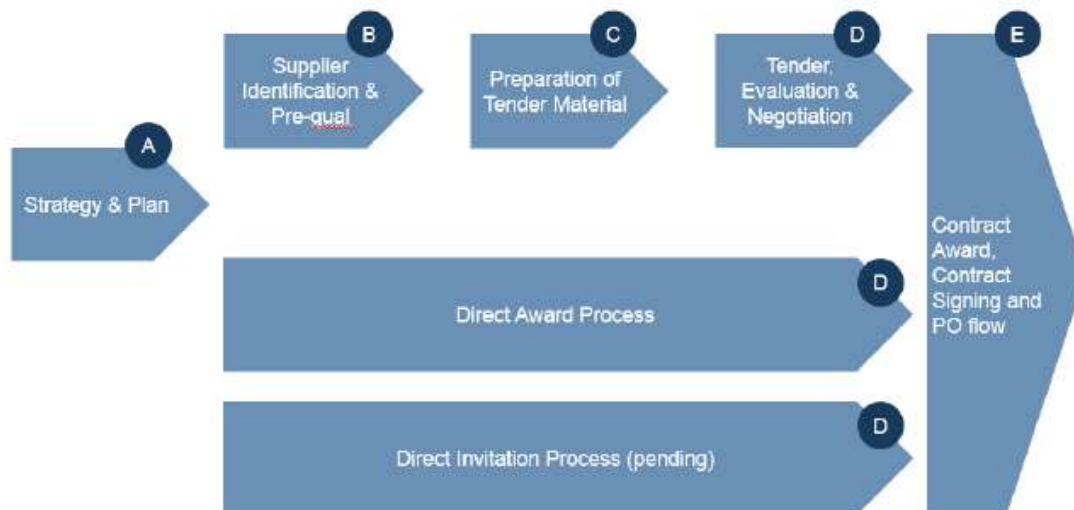 A
Strategy & Plan
B
Supplier
Identification &
Pre-qual
C
Preparation of
Tender Material
D
Tender,
Evaluation &
Negotiation
D
Direct Award Process
D
Direct Invitation Process (pending)
E
Contract
Award,
Contract
Signing and
PO flow